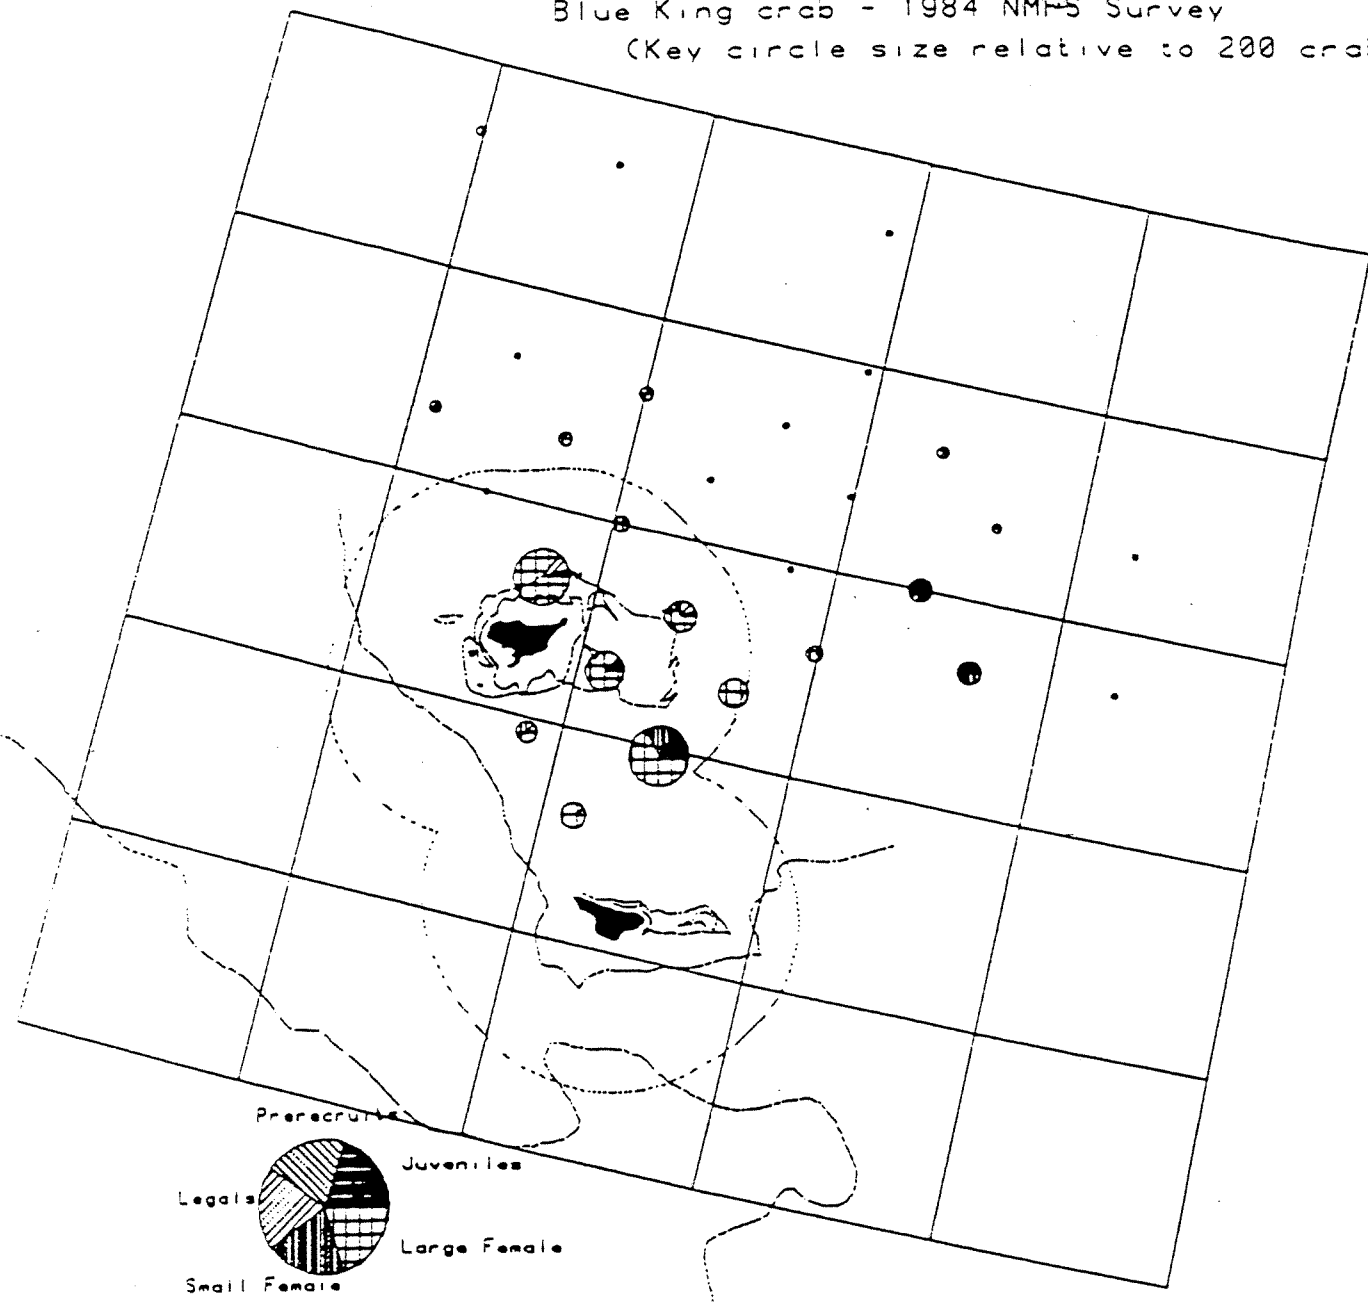 Blue King crab - 1984 NMFS Survey
(Key circle size relative to 200 cra
Prerecruits
Juveniles
Legals
Large Female
Small Female